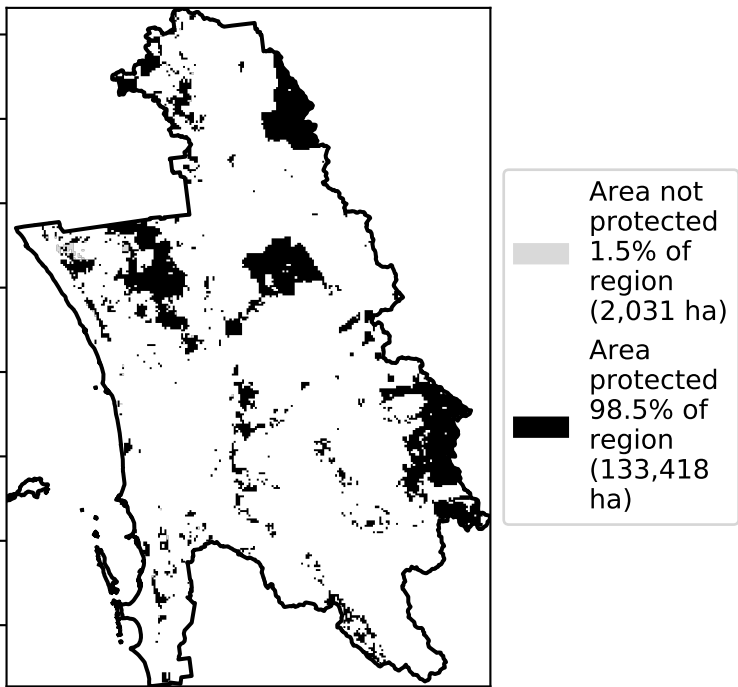 Area not
protected
1.5% of
region
(2,031 ha)
Area
protected
98.5% of
region
(133,418
ha)